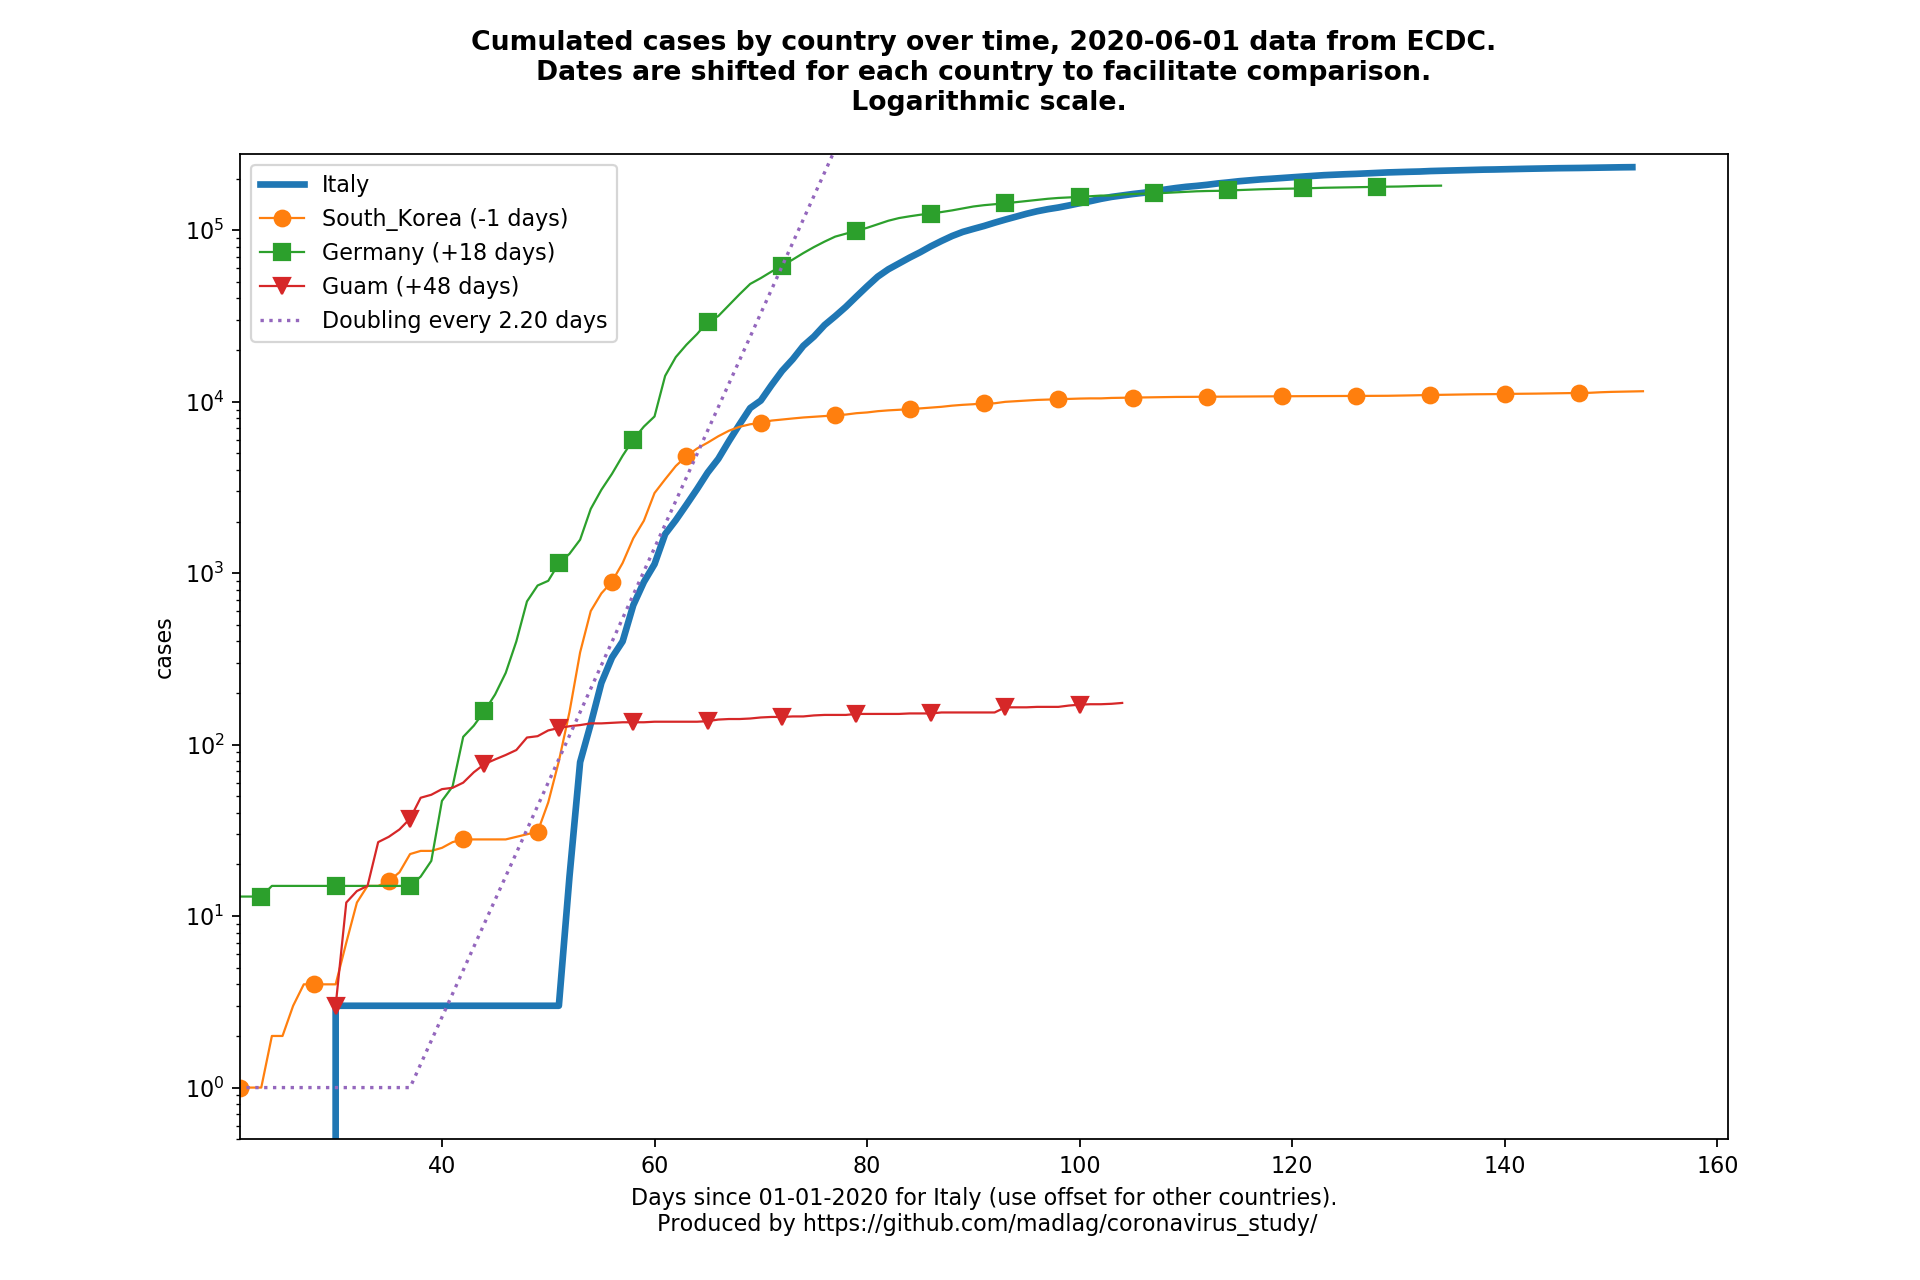 Cumulated cases by country over time, 2020-06-01 data from ECDC.
Dates are shifted for each country to facilitate comparison.
Logarithmic scale.
Italy
South_Korea (-1 days)
Germany (+18 days)
Guam (+48 days)
Doubling every 2.20 days
cases
10^5
10^4
10^3
10^2
10^1
10^0
40 60 80 100 120 140 160
Days since 01-01-2020 for Italy (use offset for other countries).
Produced by https://github.com/madlag/coronavirus_study/